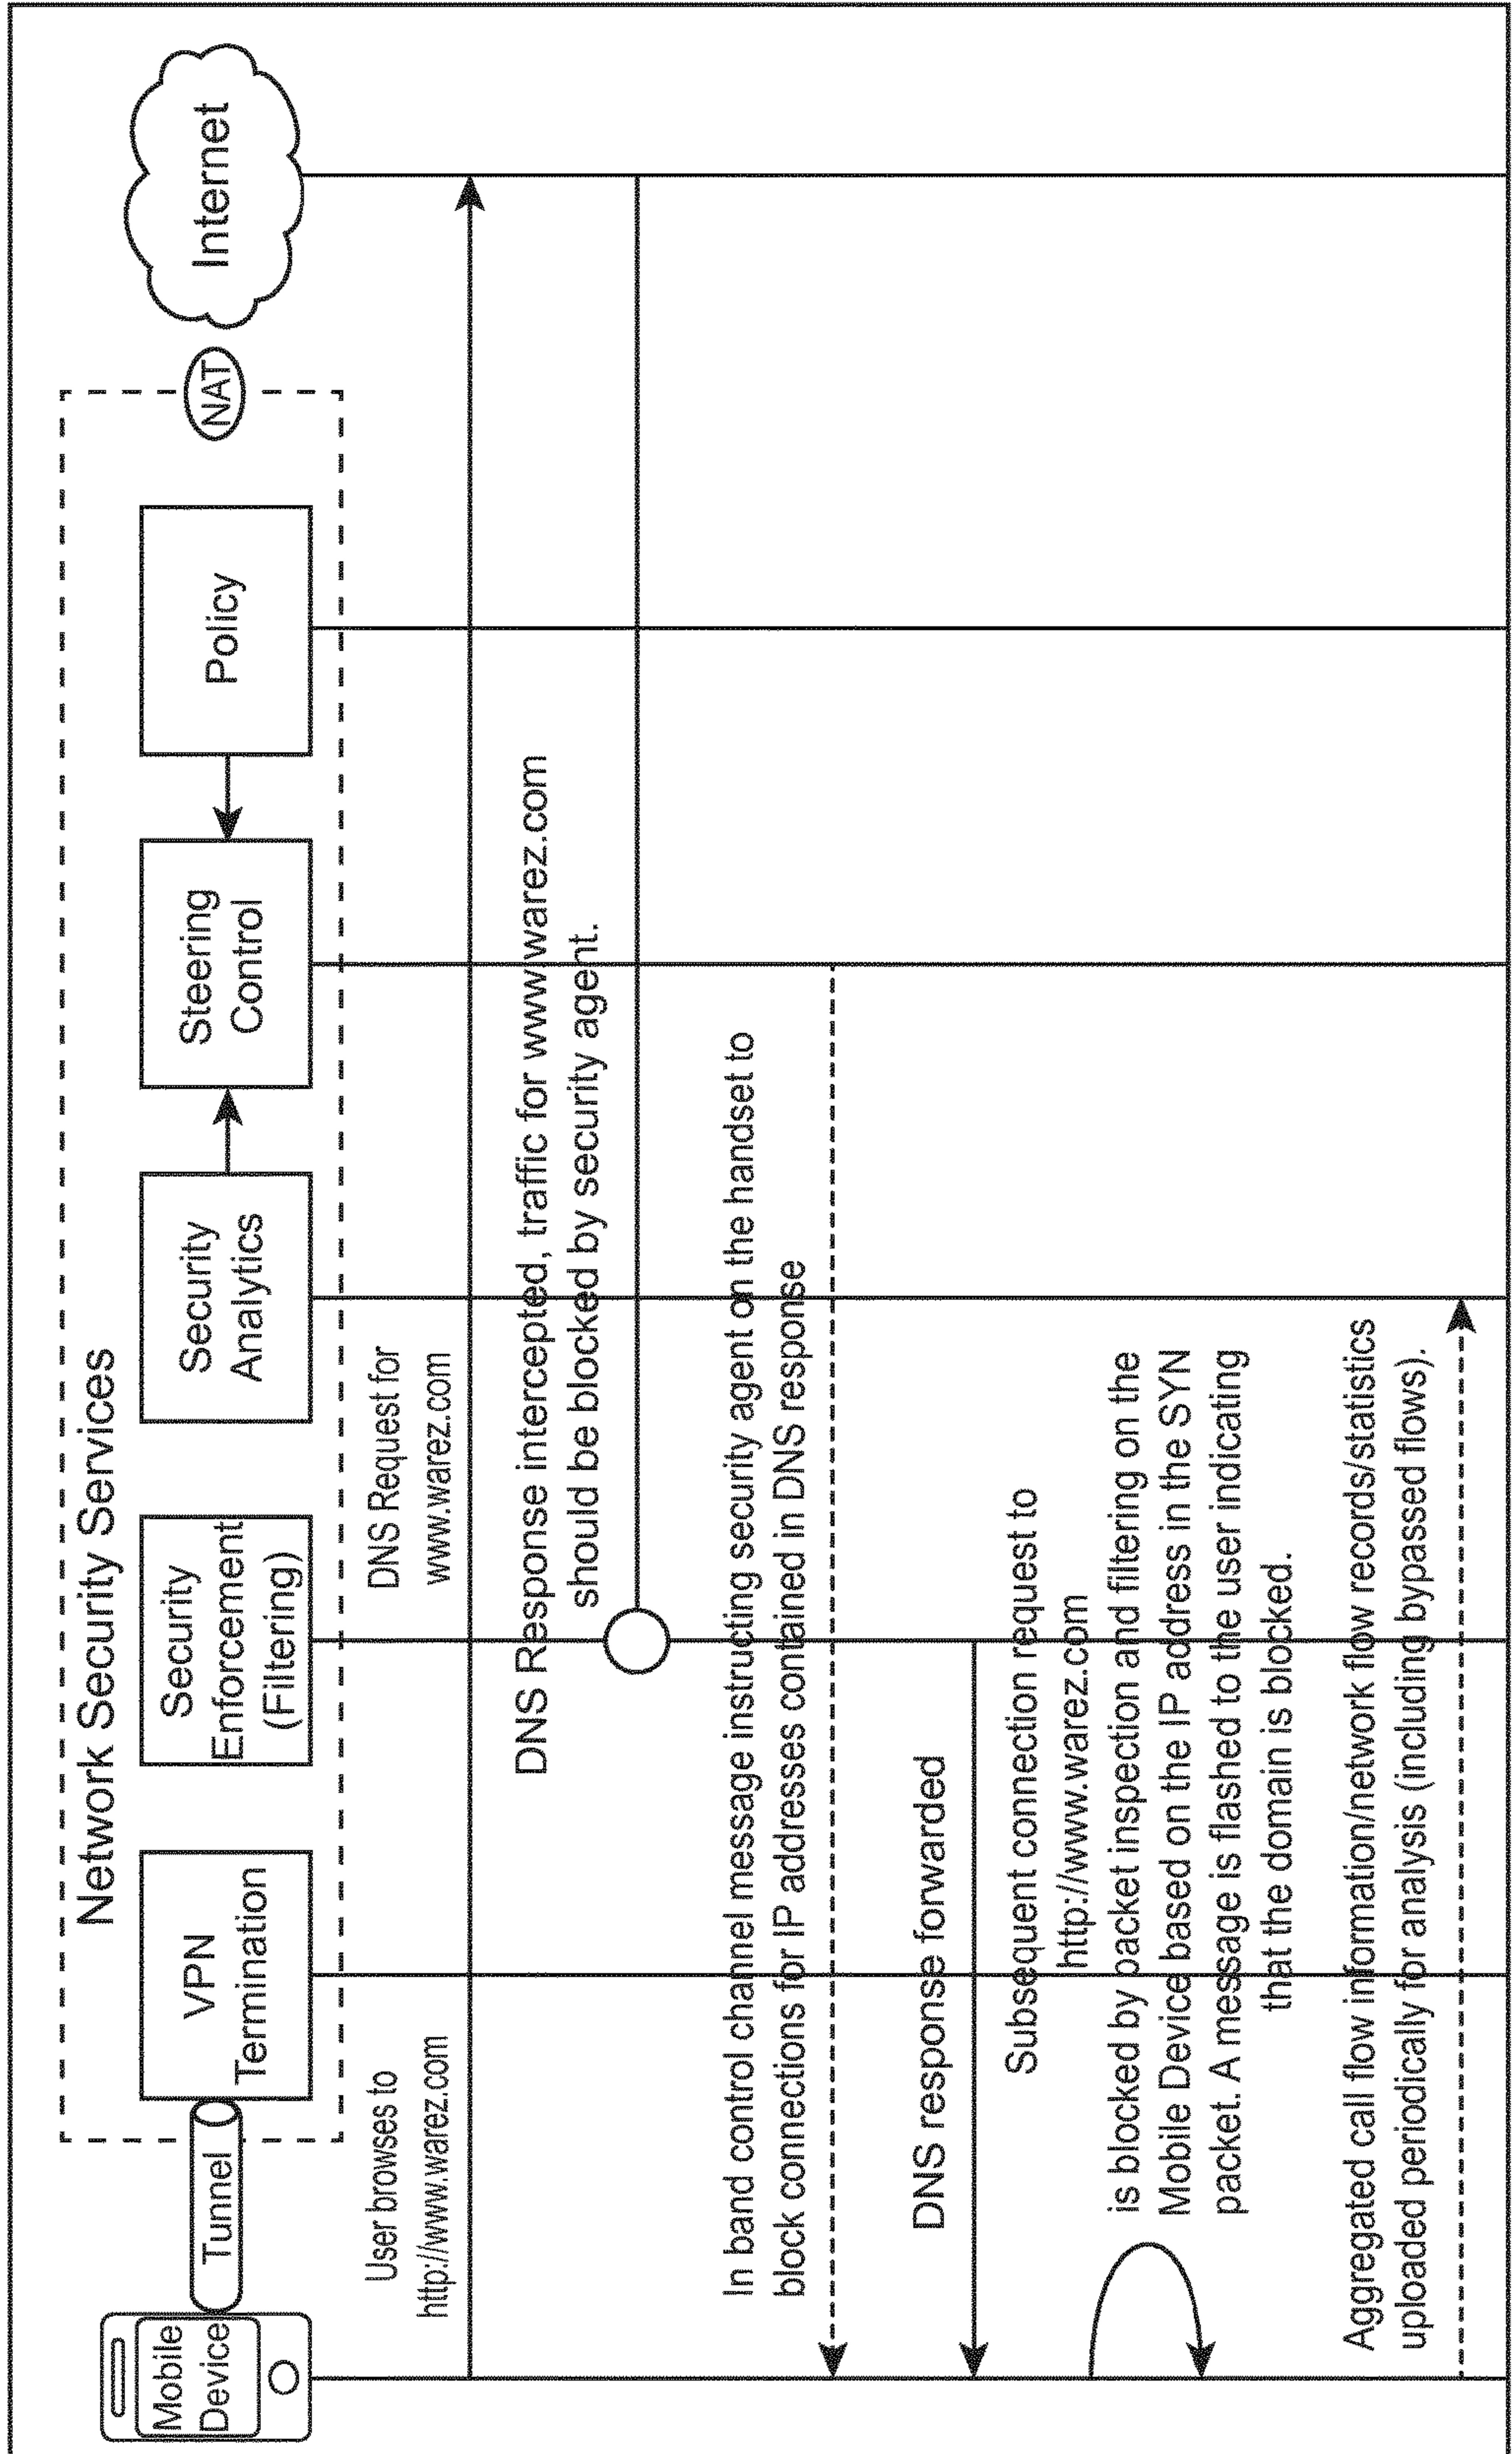 Network Security Services
Mobile
Device
Tunnel
VPN
Termination
Security
Enforcement
(Filtering)
Security
Analytics
Steering
Control
Policy
NAT
Internet
User browses to
http://www.warez.com
DNS Request for
www.warez.com
DNS Response intercepted, traffic for www.warez.com
should be blocked by security agent.
In band control channel message instructing security agent on the handset to
block connections for IP addresses contained in DNS response
DNS response forwarded
Subsequent connection request to
http://www.warez.com
is blocked by packet inspection and filtering on the
Mobile Device based on the IP address in the SYN
packet. A message is flashed to the user indicating
that the domain is blocked.
Aggregated call flow information/network flow records/statistics
uploaded periodically for analysis (including bypassed flows).